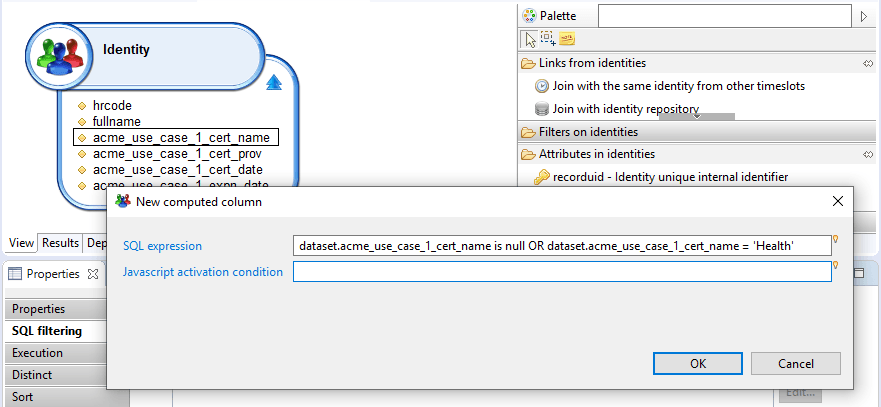 Identity
hrcode
fullname
acme_use_case_1_cert_name
acme_use_case_1_cert_prov
acme_use_case_1_cert_date
acme_use_case_1_expn_date
Palette
Links from identities
Join with the same identity from other timeslots
Join with identity repository
Filters on identities
Attributes in identities
recorduid - Identity unique internal identifier
New computed column
SQL expression
dataset.acme_use_case_1_cert_name is null OR dataset.acme_use_case_1_cert_name = 'Health'
Javascript activation condition
OK
Cancel
View
Results
Dep
Properties
Properties
SQL filtering
Execution
Distinct
Sort
Edit...